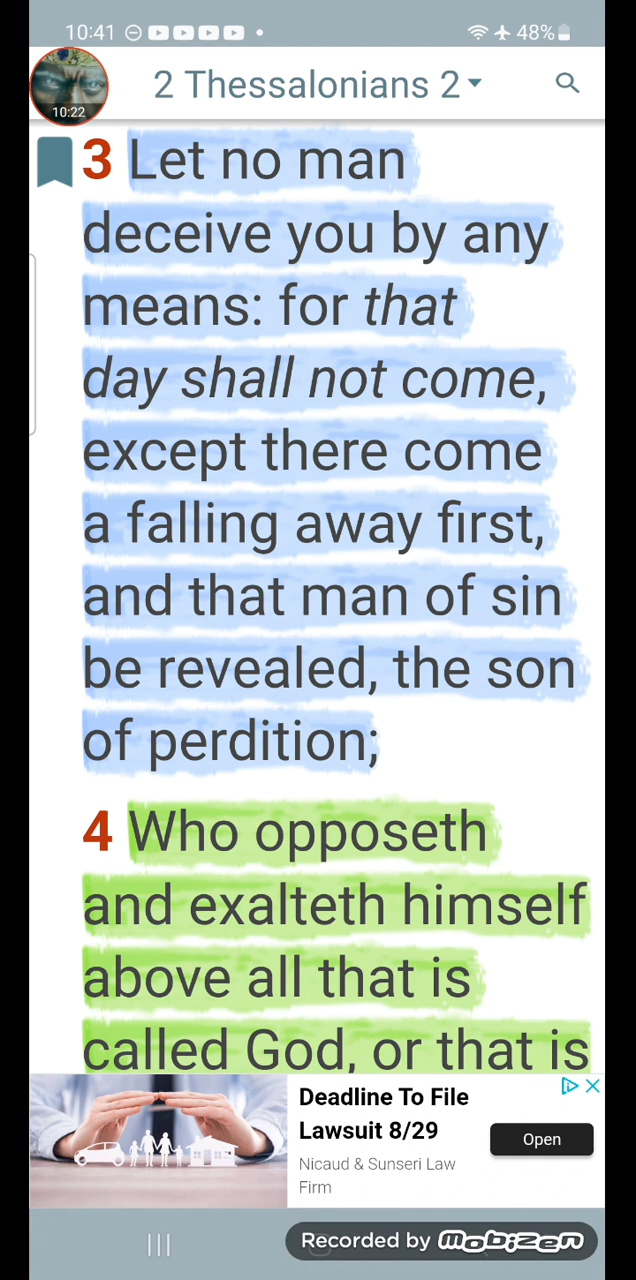 10:41
48%
10:22
2 Thessalonians 2
3 Let no man
deceive you by any
means: for that
day shall not come,
except there come
a falling away first,
and that man of sin
be revealed, the son
of perdition;
4 Who opposeth
and exalteth himself
above all that is
called God, or that is
Deadline To File
Lawsuit 8/29
Nicaud & Sunseri Law
Firm
Open
Recorded by mobizen